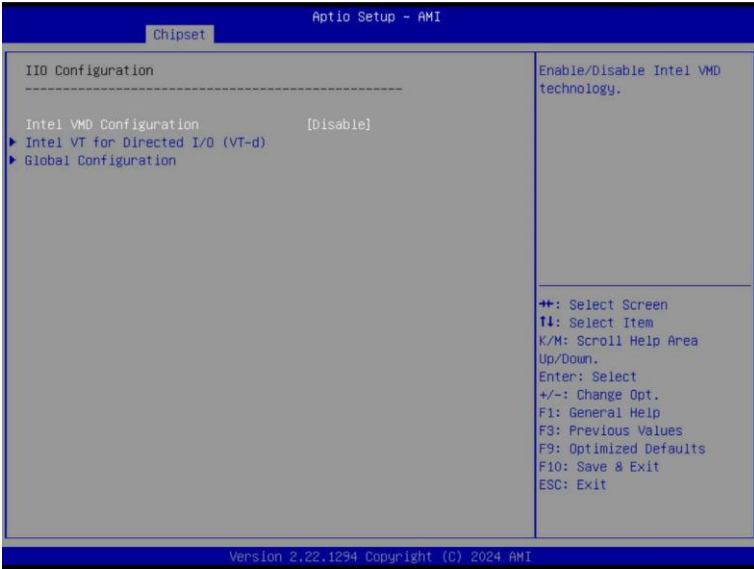 Aptio Setup - AMI
Chipset
IIO Configuration
--------------------------------------------------
Intel VMD Configuration [Disable]
Intel VT for Directed I/O (VT-d)
Global Configuration
Enable/Disable Intel VMD
technology.
→←: Select Screen
↑↓: Select Item
K/M: Scroll Help Area
Up/Down.
Enter: Select
+/-: Change Opt.
F1: General Help
F3: Previous Values
F9: Optimized Defaults
F10: Save & Exit
ESC: Exit
Version 2.22.1294 Copyright (C) 2024 AMI